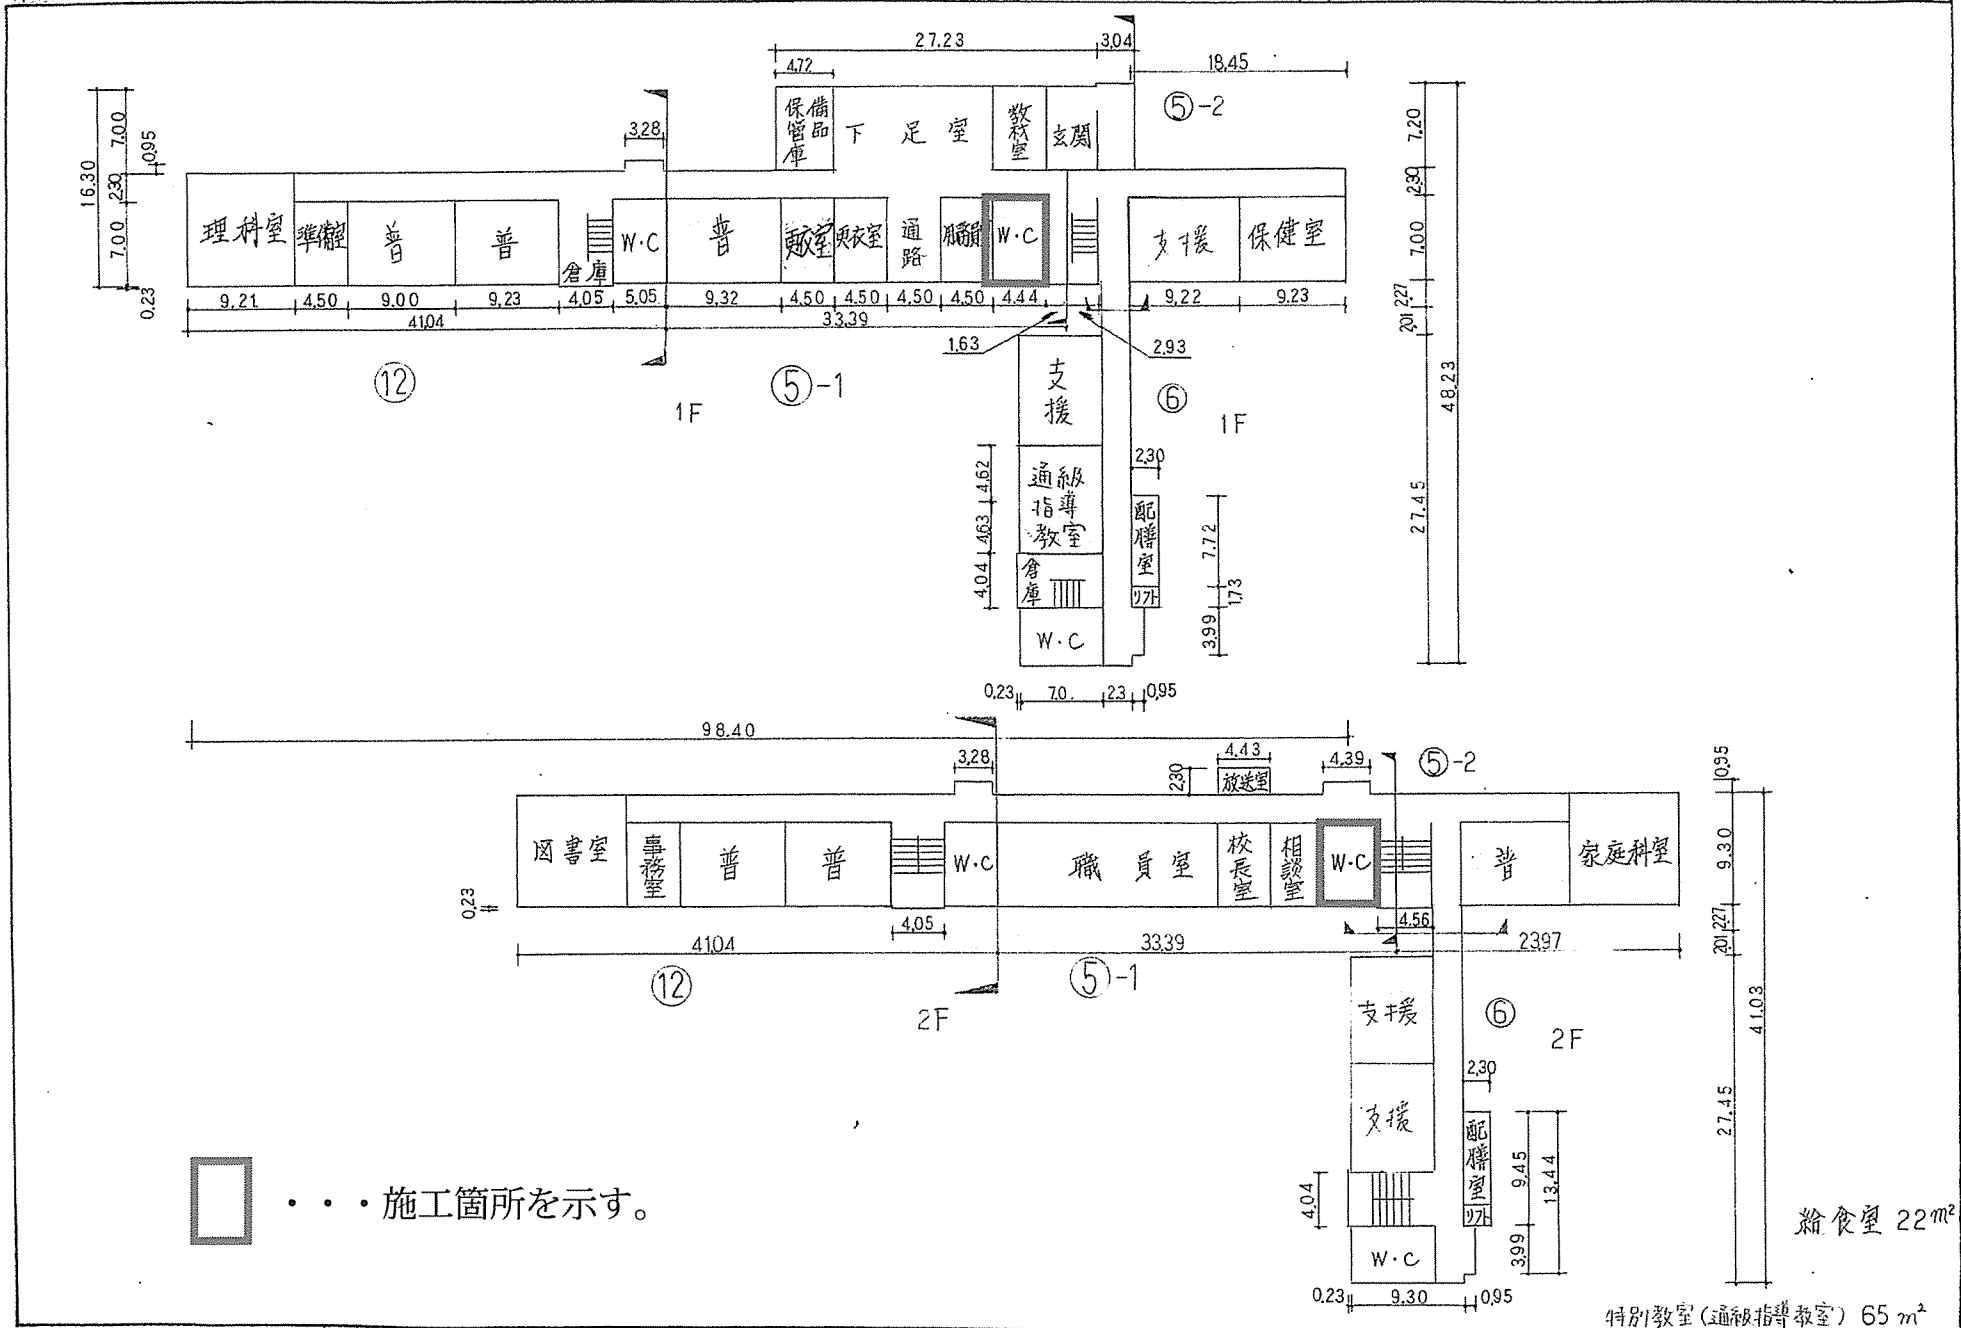 27.23
3.04
4.72
18.45
⑤-2
保管庫
備品
下足室
教材室
玄関
7.00
0.95
16.30
2.30
7.00
0.23
3.28
7.20
2.30
7.00
2.27
2.01
理科室
準備室
普
普
倉庫
W·C
普
更衣室
更衣室
通路
W·C
支援
保健室
9.21
4.50
9.00
9.23
4.05
5.05
9.32
4.50
4.50
4.50
4.50
4.44
9.22
9.23
41.04
33.39
1.63
2.93
⑫
⑤-1
⑥
1F
1F
48.23
27.45
支援
通級
指導
教室
倉庫
W·C
4.62
4.63
4.04
2.30
配膳室
リフト
7.72
1.73
3.99
0.23
7.0
2.3
0.95
98.40
3.28
4.43
4.39
⑤-2
2.30
放送室
0.95
図書室
事務室
普
普
W·C
職員室
校長室
相談室
W·C
普
家庭科室
9.30
0.23
4.05
4.56
2.27
2.01
41.04
33.39
23.97
⑫
⑤-1
⑥
2F
2F
41.03
27.45
支援
支援
2.30
配膳室
リフト
9.45
13.44
3.99
4.04
W·C
0.23
9.30
0.95
・・・施工箇所を示す。
給食室 22m²
特別教室(通級指導教室) 65m²